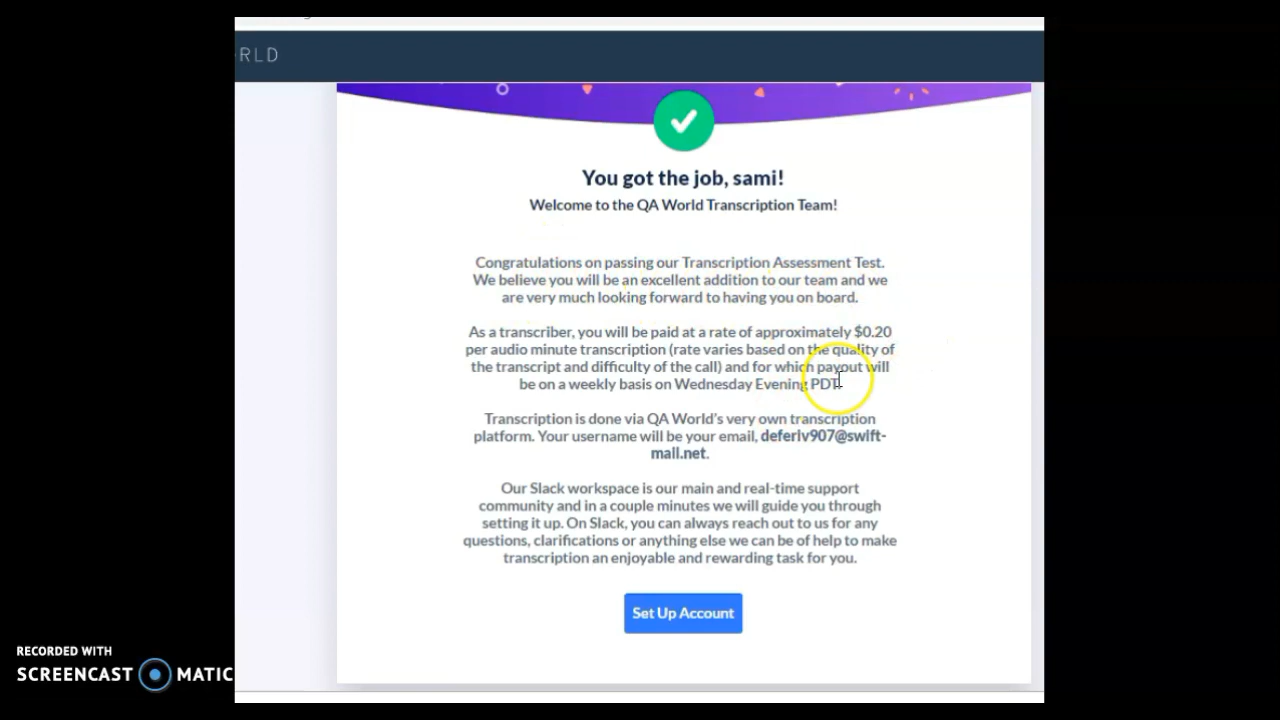 RLD
You got the job, sami!
Welcome to the QA World Transcription Team!
Congratulations on passing our Transcription Assessment Test.
We believe you will be an excellent addition to our team and we
are very much looking forward to having you on board.
As a transcriber, you will be paid at a rate of approximately $0.20
per audio minute transcription (rate varies based on the quality of
the transcript and difficulty of the call) and for which payout will
be on a weekly basis on Wednesday Evening PDT.
Transcription is done via QA World's very own transcription
platform. Your username will be your email, deferiv907@swift-
mail.net.
Our Slack workspace is our main and real-time support
community and in a couple minutes we will guide you through
setting it up. On Slack, you can always reach out to us for any
questions, clarifications or anything else we can be of help to make
transcription an enjoyable and rewarding task for you.
Set Up Account
RECORDED WITH
SCREENCAST MATIC